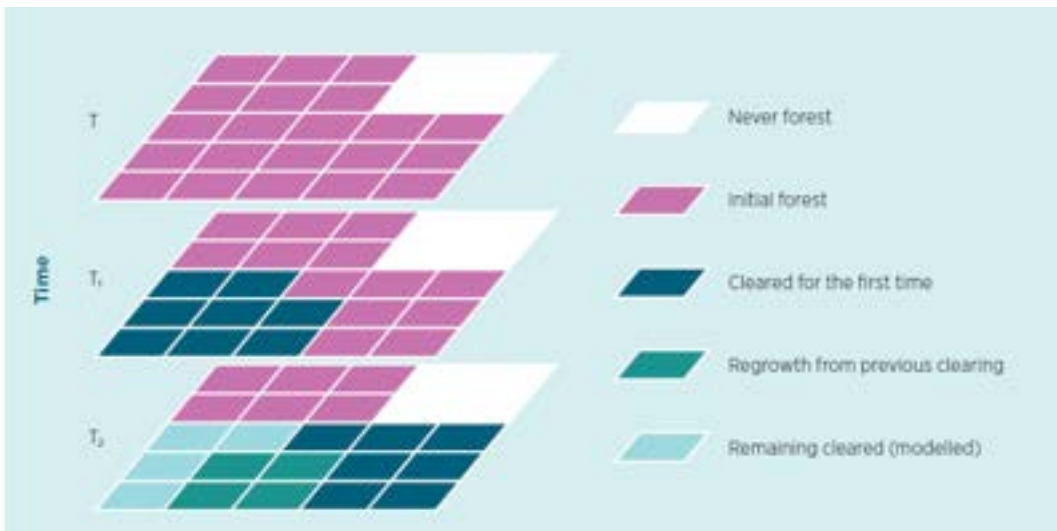 T
Never forest
Initial forest
Time
T₁
Cleared for the first time
Regrowth from previous clearing
T₂
Remaining cleared (modelled)